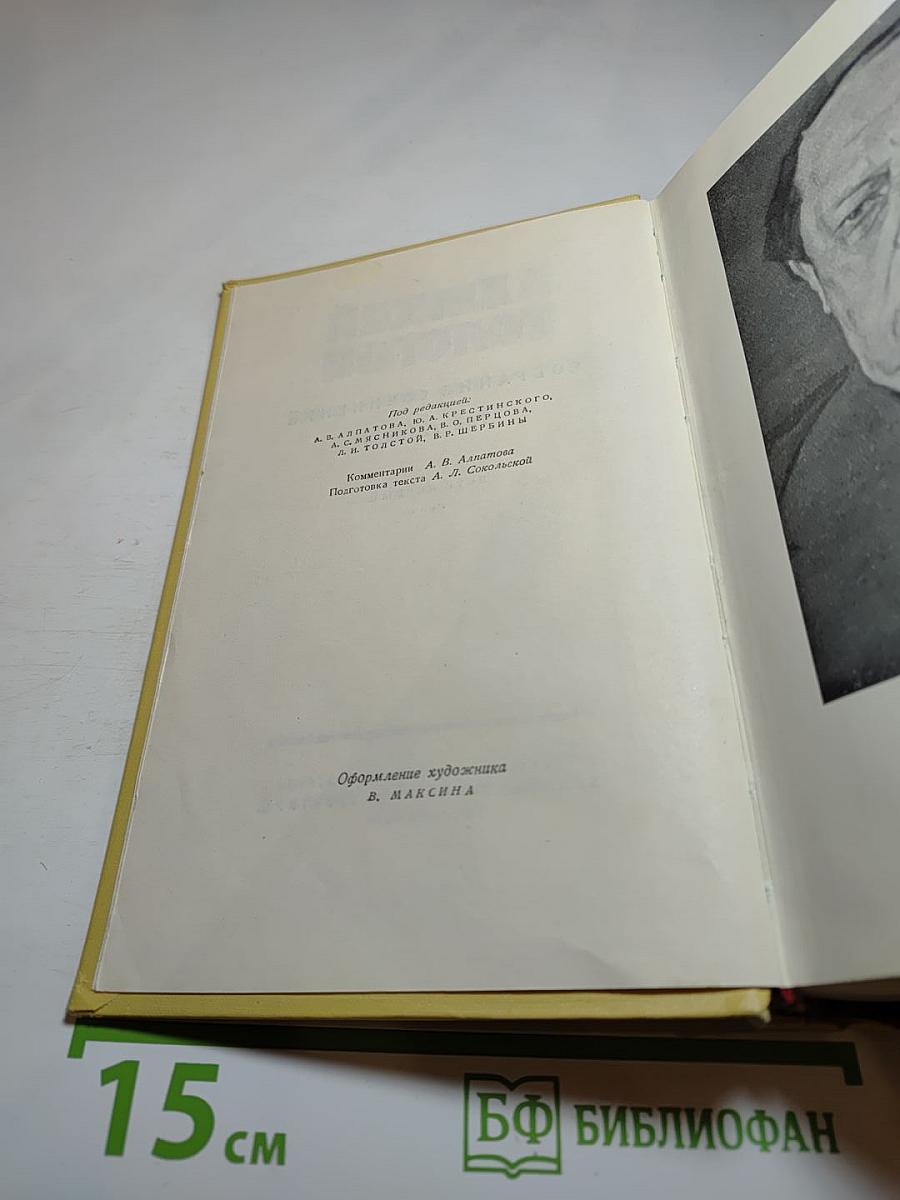 Под редакцией:
А. В. АЛПАТОВА, Ю. А. КРЕСТИНСКОГО,
А. С. МЯСНИКОВА, В. О. ПЕРЦОВА,
Л. И. ТОЛСТОЙ, В. Р. ЩЕРБИНЫ
Комментарии А. В. Алпатова
Подготовка текста А. Л. Сокольской
Оформление художника
В. МАКСИНА
15 см
БФ БИБЛИОФАН